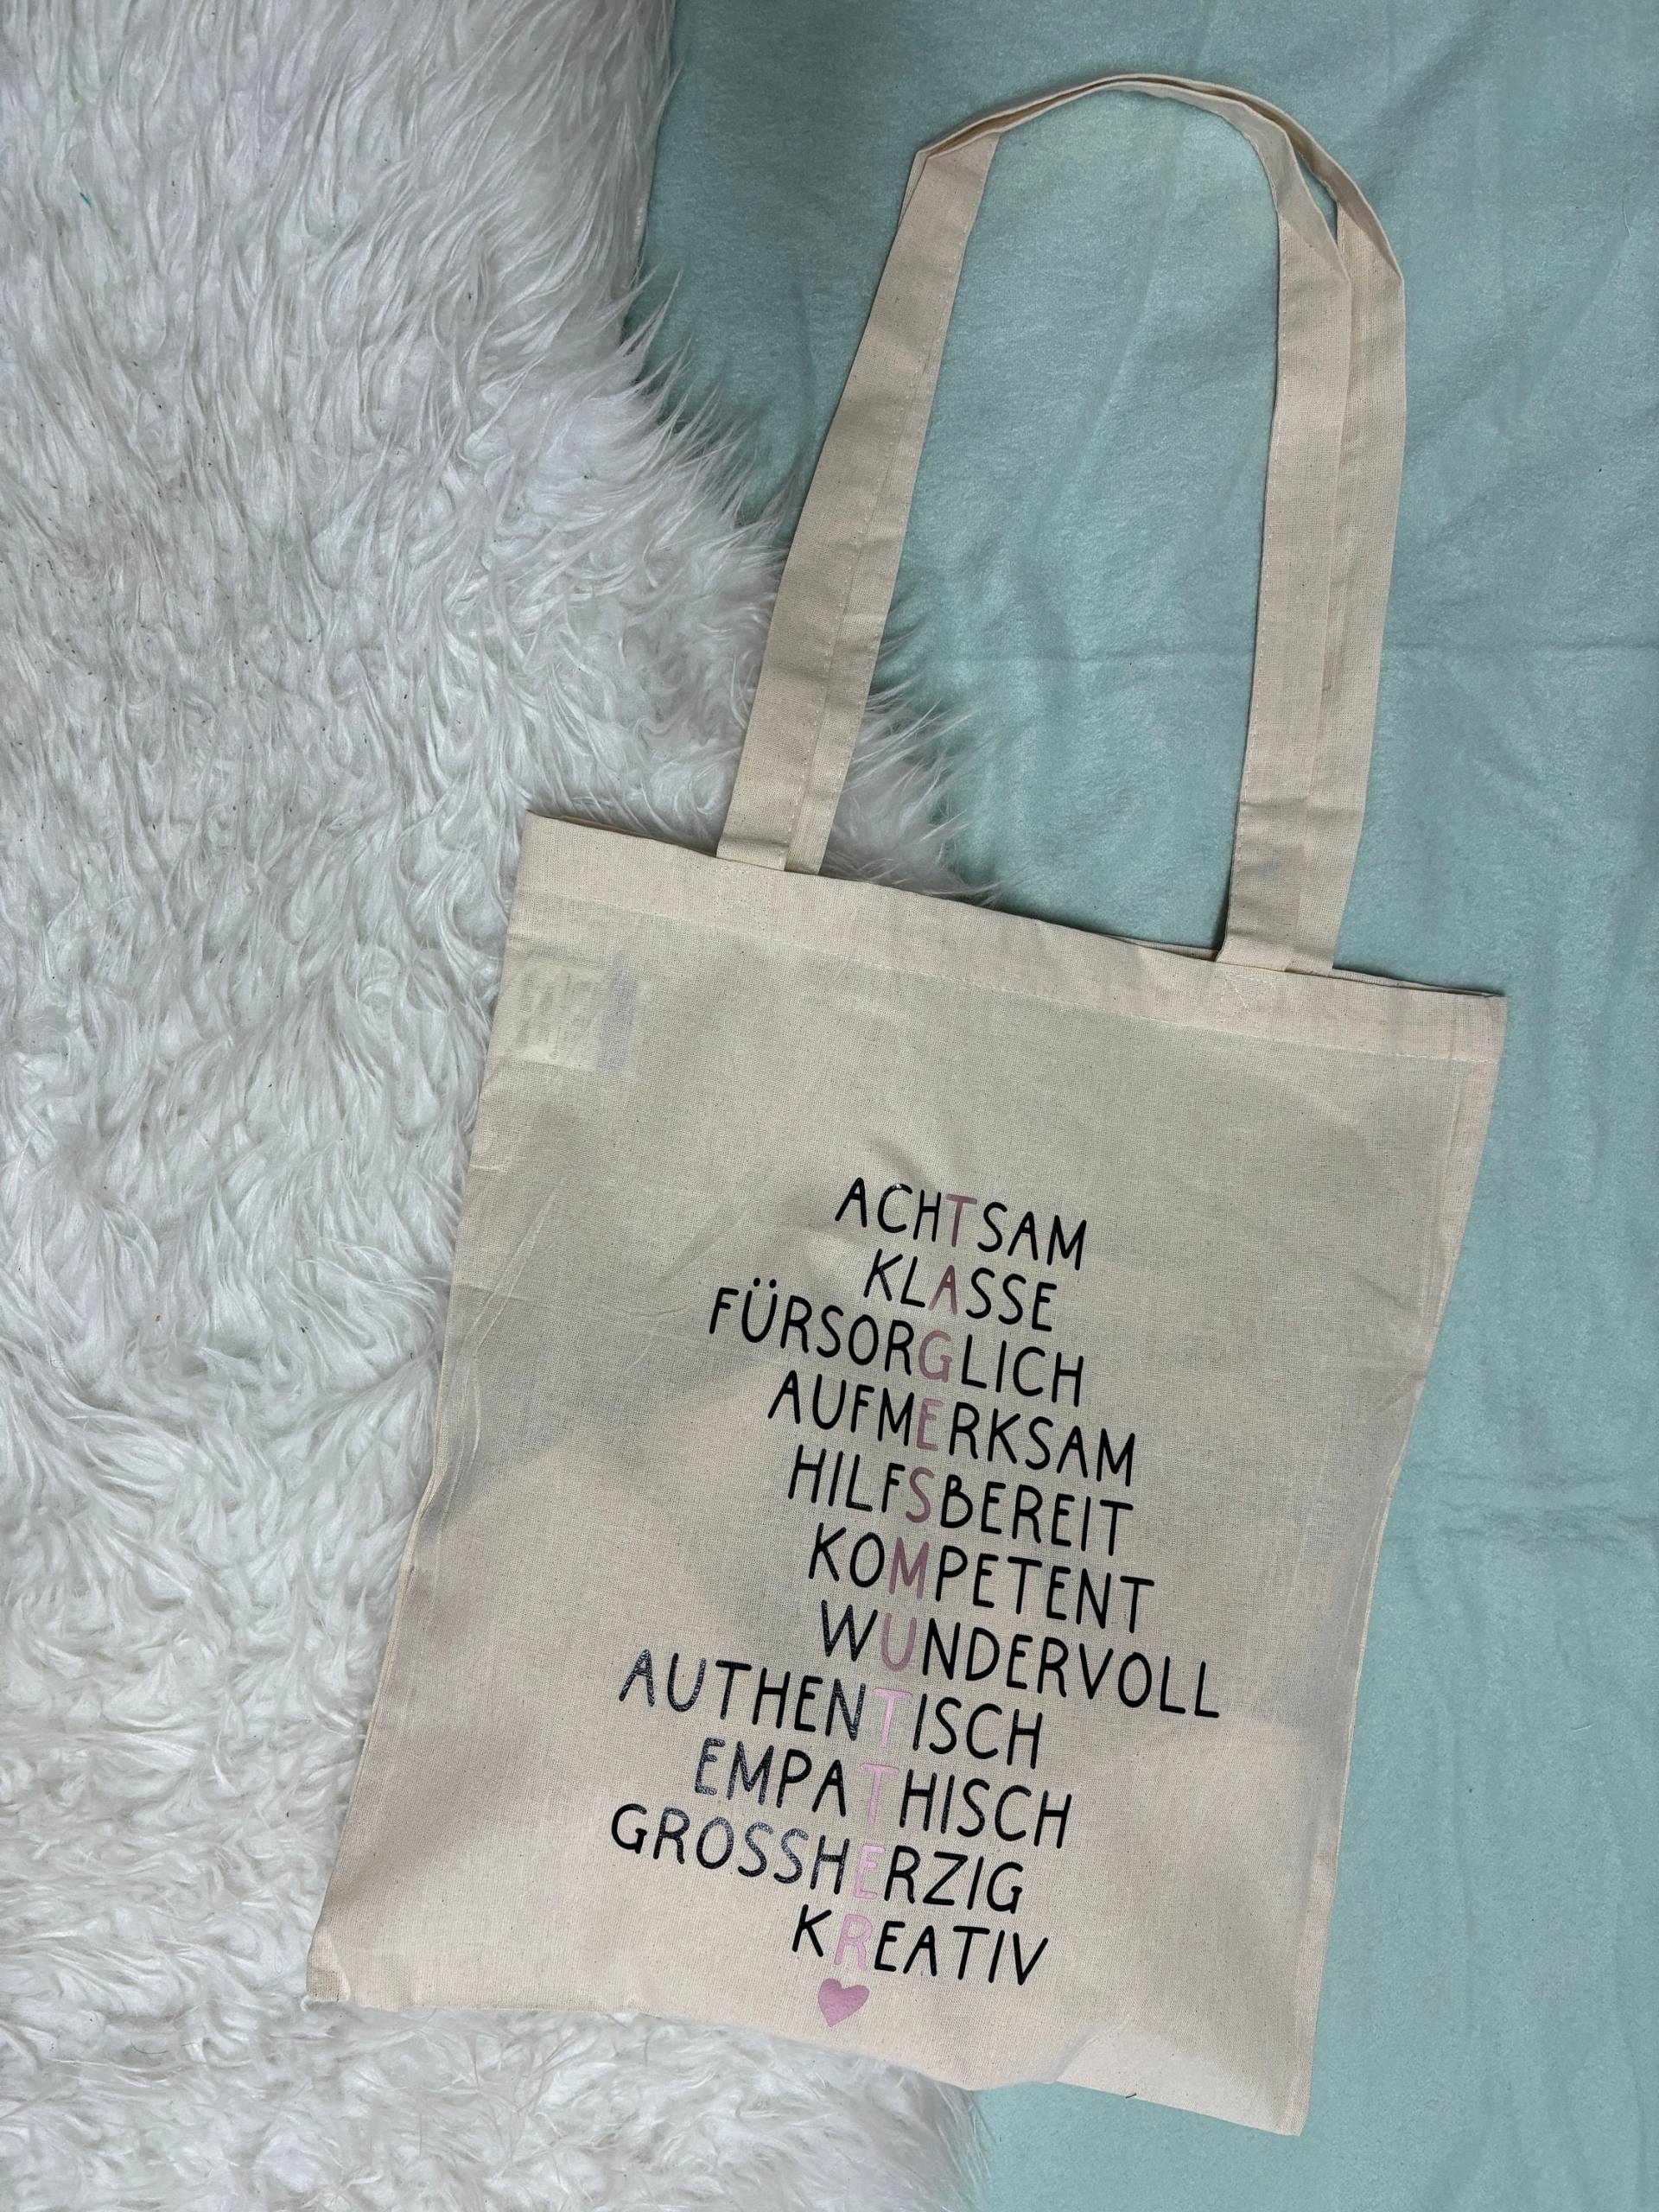 ACHTSAM
KLASSE
FÜRSORGLICH
AUFMERKSAM
HILFSBEREIT
KOMPETENT
WUNDERVOLL
AUTHENTISCH
EMPATHISCH
GROSSHERZIG
KREATIV